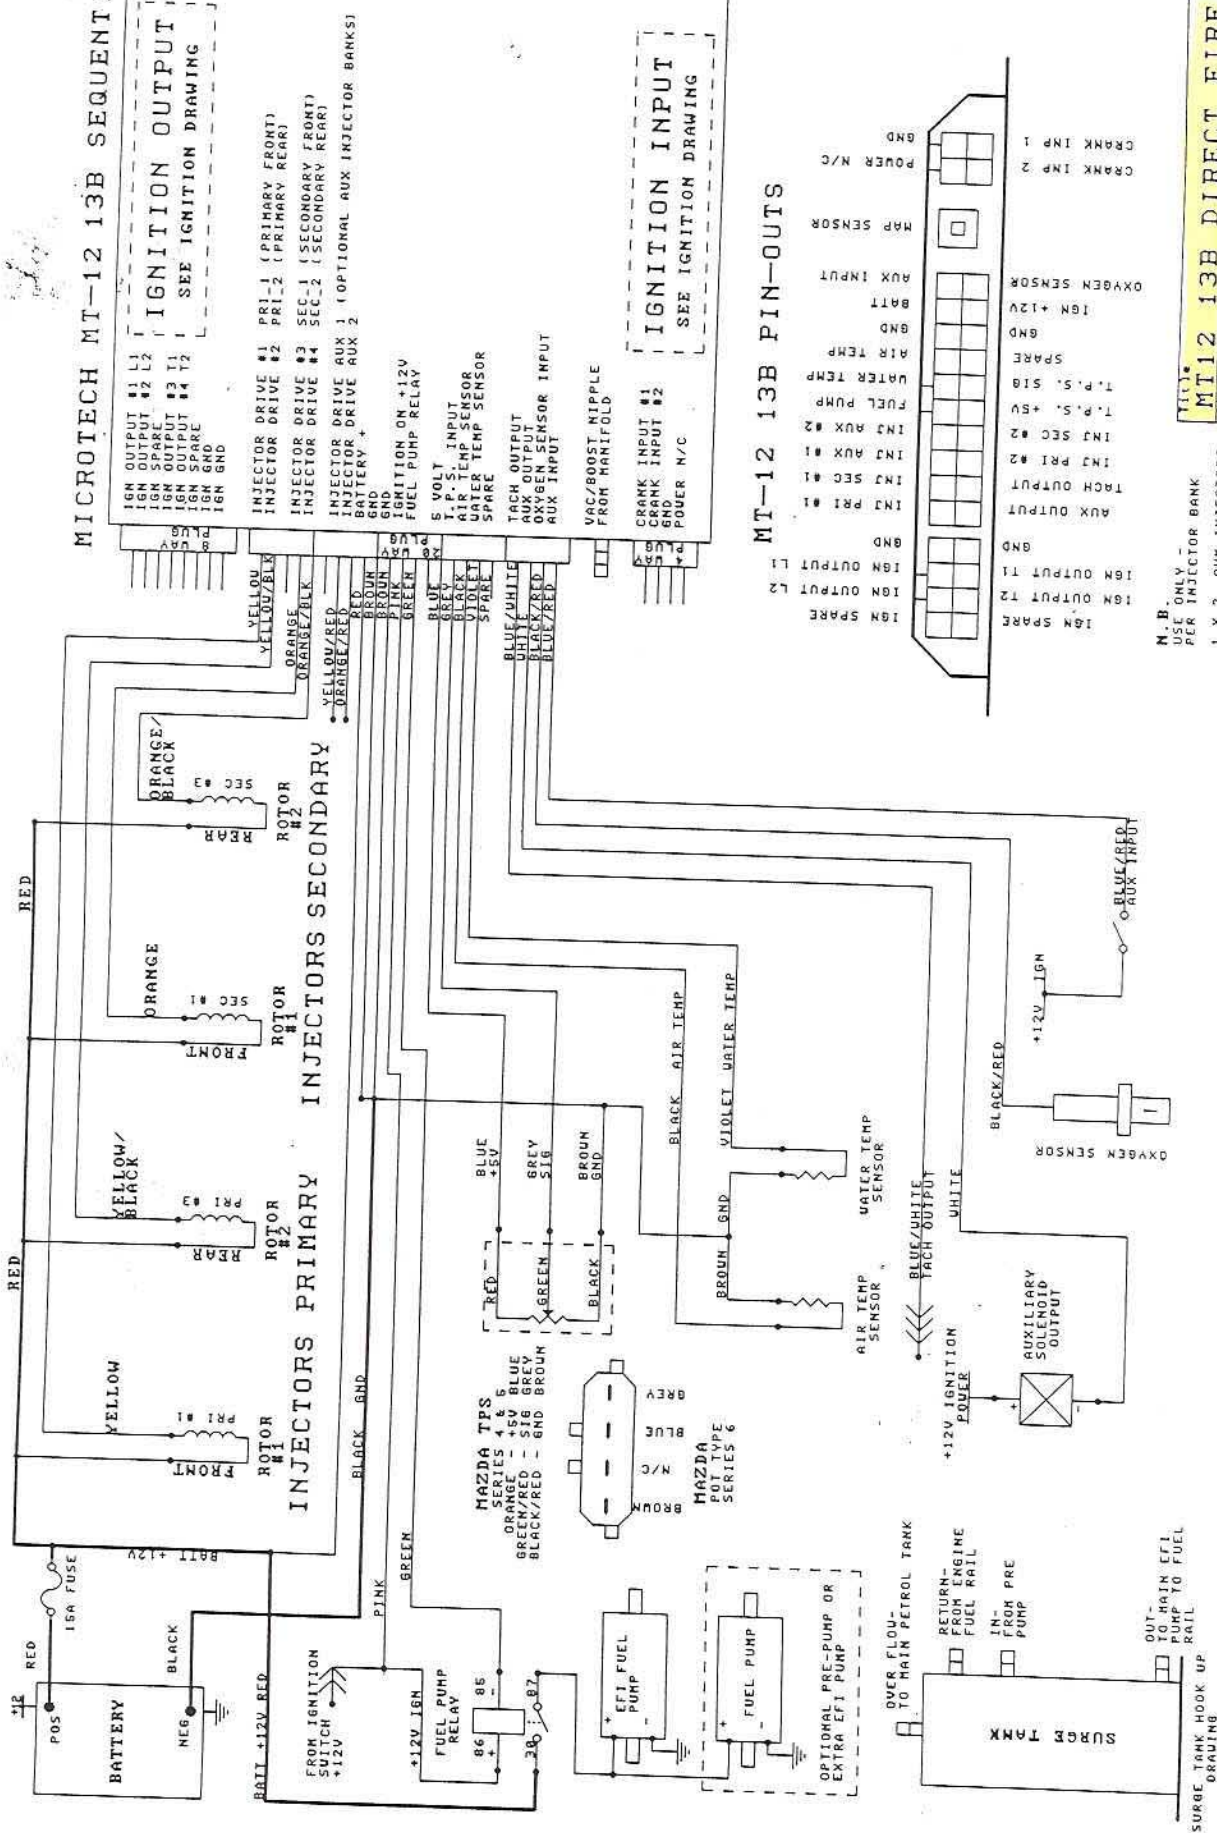 MICROTECH MT-12 13B SEQUENT
IGNITION OUTPUT
SEE IGNITION DRAWING
IGN OUTPUT #1 L1
IGN OUTPUT #2 L2
IGN SPARE
IGN OUTPUT #3 T1
IGN OUTPUT #4 T2
IGN SPARE
IGN GND
IGN GND
8 WAY
PLUG
INJECTOR DRIVE #1 PRI-1 (PRIMARY FRONT)
INJECTOR DRIVE #2 PRI-2 (PRIMARY REAR)
INJECTOR DRIVE #3 SEC-1 (SECONDARY FRONT)
INJECTOR DRIVE #4 SEC-2 (SECONDARY REAR)
INJECTOR DRIVE AUX 1 (OPTIONAL AUX INJECTOR BANKS)
INJECTOR DRIVE AUX 2
BATTERY +
GND
GND
IGNITION ON +12V
FUEL PUMP RELAY
5 VOLT
T.P.S. INPUT
AIR TEMP SENSOR
WATER TEMP SENSOR
SPARE
TACH OUTPUT
AUX OUTPUT
OXYGEN SENSOR INPUT
AUX INPUT
20 WAY
PLUG
VAC/BOOST NIPPLE
FROM MANIFOLD
CRANK INPUT #1
CRANK INPUT #2
GND
POWER N/C
4 WAY
PLUG
IGNITION INPUT
SEE IGNITION DRAWING
YELLOW
YELLOW/BLK
ORANGE
ORANGE/BLK
YELLOW/RED
ORANGE/RED
RED
BROWN
BROWN
PINK
GREEN
BLUE
GREY
BLACK
VIOLET
SPARE
BLUE/WHITE
WHITE
BLACK/RED
BLUE/RED
RED
RED
YELLOW
PRI #1
FRONT
ROTOR
#1
YELLOW/
BLACK
PRI #3
REAR
ROTOR
#2
INJECTORS PRIMARY
ORANGE
SEC #1
FRONT
ROTOR
#1
ORANGE/
BLACK
SEC #3
REAR
ROTOR
#2
INJECTORS SECONDARY
+12
POS
NEG
BATTERY
RED
15A FUSE
BLACK
BATT +12V
BATT +12V RED
BLACK GND
PINK
GREEN
FROM IGNITION
SWITCH
+12V
+12V IGN
FUEL PUMP
RELAY
86 85
+ -
30 87
EFI FUEL
PUMP
+ -
FUEL PUMP
+ -
OPTIONAL PRE-PUMP OR
EXTRA EFI PUMP
MAZDA TPS
SERIES 4 & 5
ORANGE - +5V BLUE
GREEN/RED - SIG GREY
BLACK/RED - GND BROWN
RED
GREEN
BLACK
BLUE
+5V
GREY
SIG
BROWN
GND
BROWN
N/C
BLUE
GREY
MAZDA
POT TYPE
SERIES 6
BLACK AIR TEMP
VIOLET WATER TEMP
BROWN GND
AIR TEMP
SENSOR
WATER TEMP
SENSOR
BLUE/WHITE
TACH OUTPUT
WHITE
+12V IGNITION
POWER
+
-
AUXILIARY
SOLENOID
OUTPUT
BLACK/RED
OXYGEN SENSOR
+12V IGN
BLUE/RED
AUX INPUT
OVER FLOW-
TO MAIN PETROL TANK
RETURN-
FROM ENGINE
FUEL RAIL
IN-
FROM PRE
PUMP
OUT-
TO MAIN EFI
PUMP TO FUEL
RAIL
SURGE TANK
SURGE TANK HOOK UP
DRAWING
MT-12 13B PIN-OUTS
IGN SPARE
IGN OUTPUT L2
IGN OUTPUT L1
GND
INJ PRI #1
INJ SEC #1
INJ AUX #1
INJ AUX #2
FUEL PUMP
WATER TEMP
AIR TEMP
GND
BATT
AUX INPUT
MAP SENSOR
POWER N/C
GND
IGN SPARE
IGN OUTPUT T2
IGN OUTPUT T1
GND
AUX OUTPUT
TACH OUTPUT
INJ PRI #2
INJ SEC #2
T.P.S. +5V
T.P.S. SIG
SPARE
GND
IGN +12V
OXYGEN SENSOR
CRANK INP 2
CRANK INP 1
N.B.
USE ONLY -
PER INJECTOR BANK
Title
MT12 13B DIRECT FIRE